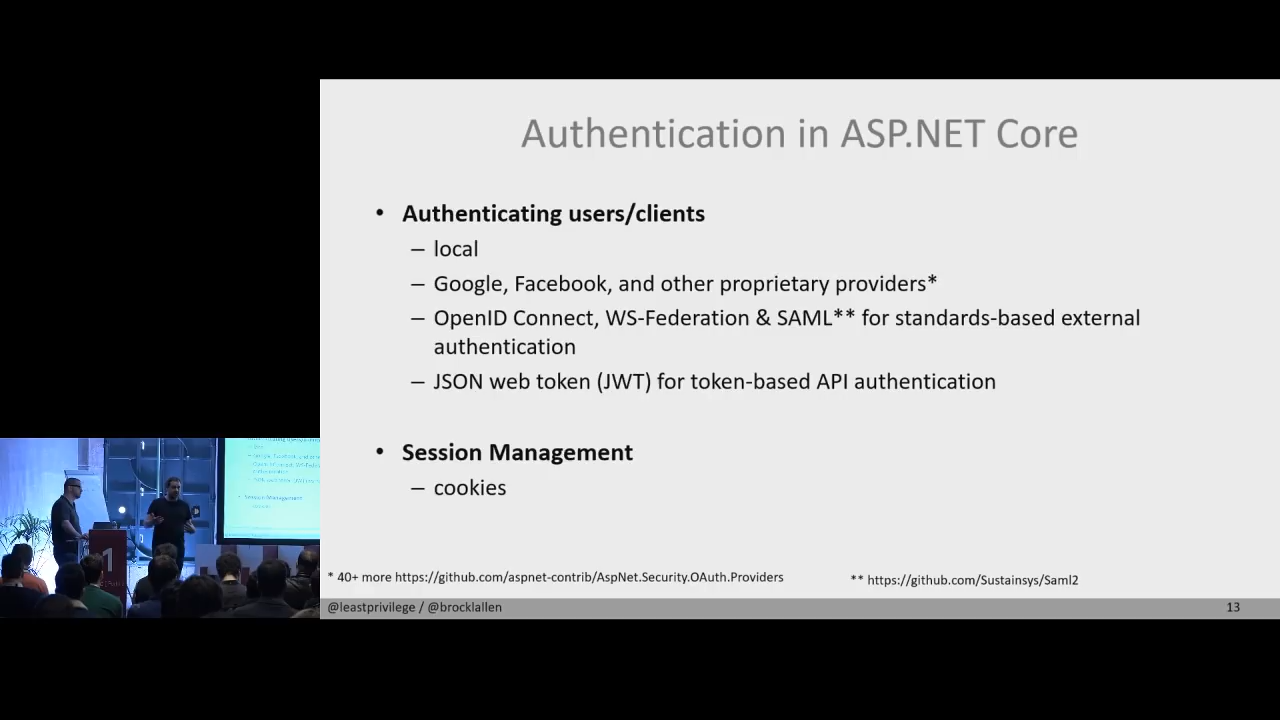 Authentication in ASP.NET Core
• Authenticating users/clients
– local
– Google, Facebook, and other proprietary providers*
– OpenID Connect, WS-Federation & SAML** for standards-based external
authentication
– JSON web token (JWT) for token-based API authentication
• Session Management
– cookies
* 40+ more https://github.com/aspnet-contrib/AspNet.Security.OAuth.Providers
** https://github.com/Sustainsys/Saml2
@leastprivilege / @brocklallen
13